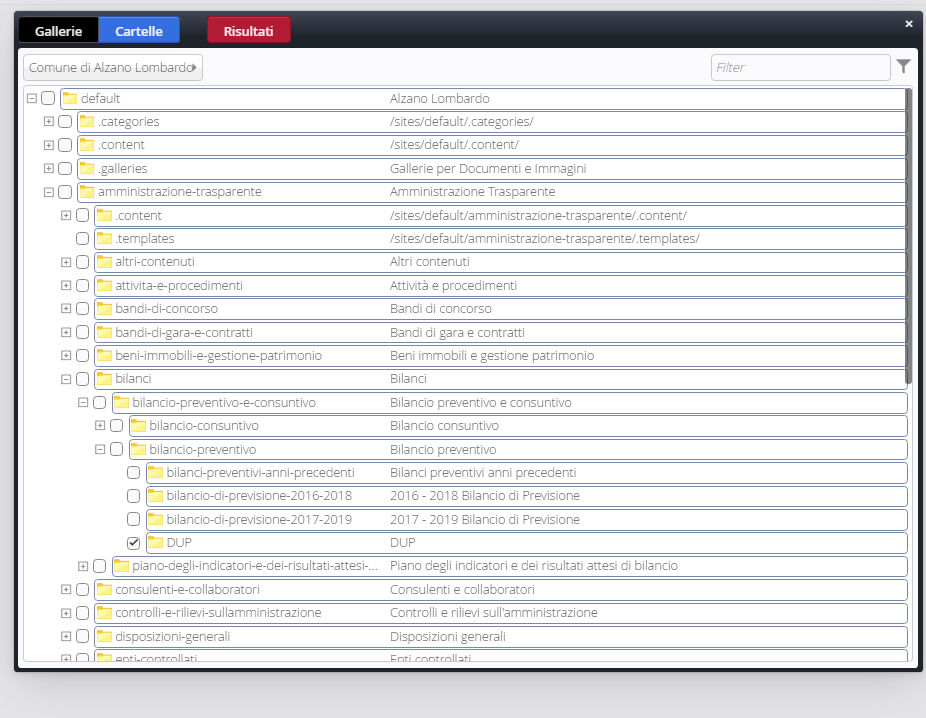 Gallerie Cartelle Risultati ×
Comune di Alzano Lombardo Filter
default Alzano Lombardo
.categories /sites/default/.categories/
.content /sites/default/.content/
.galleries Gallerie per Documenti e Immagini
amministrazione-trasparente Amministrazione Trasparente
.content /sites/default/amministrazione-trasparente/.content/
.templates /sites/default/amministrazione-trasparente/.templates/
altri-contenuti Altri contenuti
attivita-e-procedimenti Attività e procedimenti
bandi-di-concorso Bandi di concorso
bandi-di-gara-e-contratti Bandi di gara e contratti
beni-immobili-e-gestione-patrimonio Beni immobili e gestione patrimonio
bilanci Bilanci
bilancio-preventivo-e-consuntivo Bilancio preventivo e consuntivo
bilancio-consuntivo Bilancio consuntivo
bilancio-preventivo Bilancio preventivo
bilanci-preventivi-anni-precedenti Bilanci preventivi anni precedenti
bilancio-di-previsione-2016-2018 2016 - 2018 Bilancio di Previsione
bilancio-di-previsione-2017-2019 2017 - 2019 Bilancio di Previsione
DUP DUP
piano-degli-indicatori-e-dei-risultati-attesi-... Piano degli indicatori e dei risultati attesi di bilancio
consulenti-e-collaboratori Consulenti e collaboratori
controlli-e-rilievi-sullamministrazione Controlli e rilievi sull'amministrazione
disposizioni-generali Disposizioni generali
enti-controllati Enti controllati